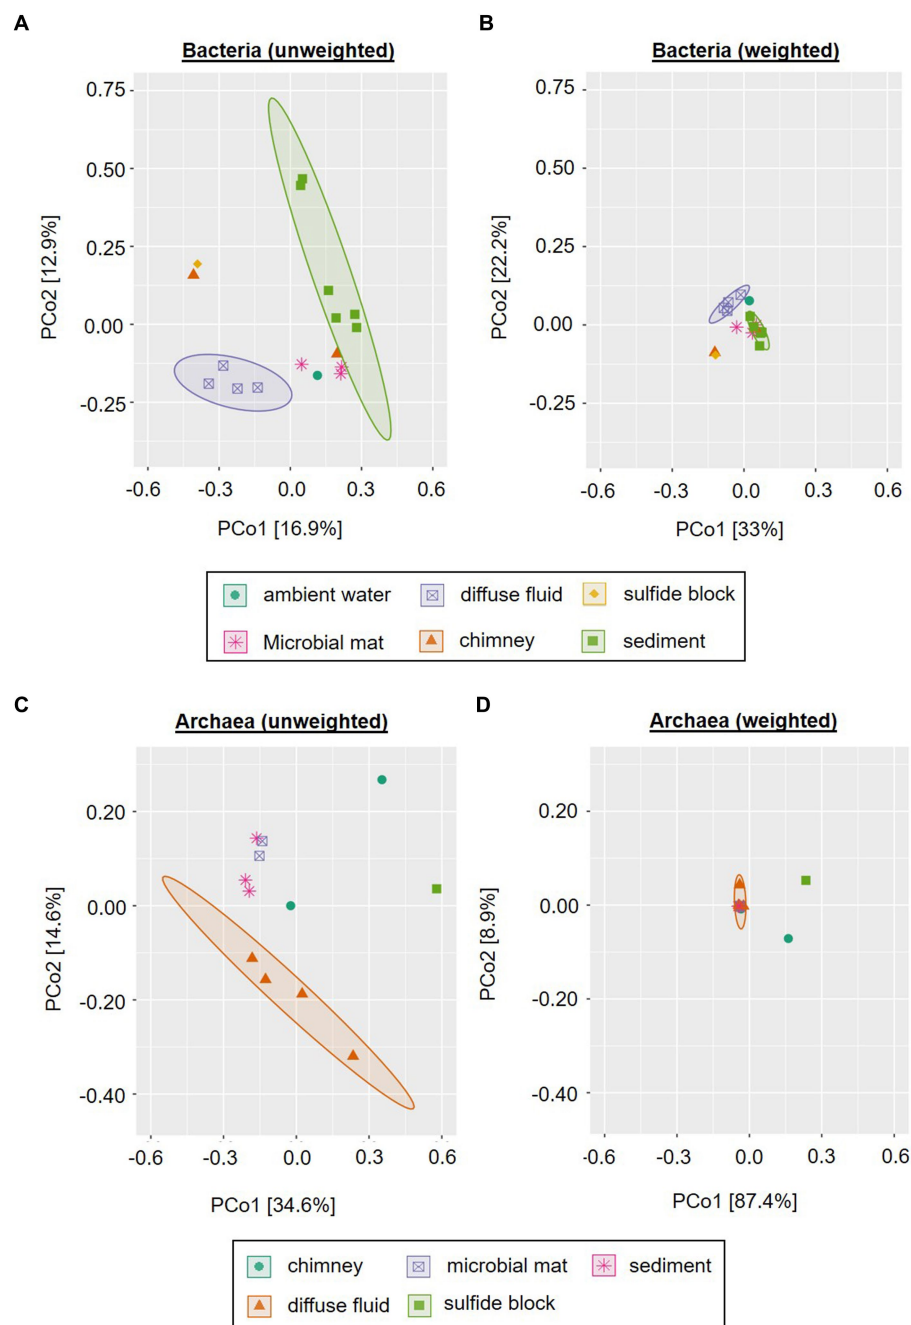 A
Bacteria (unweighted)
0.75
0.50
0.25
0.00
-0.25
PCo2 [12.9%]
-0.6 -0.3 0.0 0.3 0.6
PCo1 [16.9%]
B
Bacteria (weighted)
0.75
0.50
0.25
0.00
-0.25
PCo2 [22.2%]
-0.6 -0.3 0.0 0.3 0.6
PCo1 [33%]
ambient water diffuse fluid sulfide block
Microbial mat chimney sediment
C
Archaea (unweighted)
0.20
0.00
-0.20
-0.40
PCo2 [14.6%]
-0.6 -0.3 0.0 0.3 0.6
PCo1 [34.6%]
D
Archaea (weighted)
0.20
0.00
-0.20
-0.40
PCo2 [8.9%]
-0.6 -0.3 0.0 0.3 0.6
PCo1 [87.4%]
chimney microbial mat sediment
diffuse fluid sulfide block